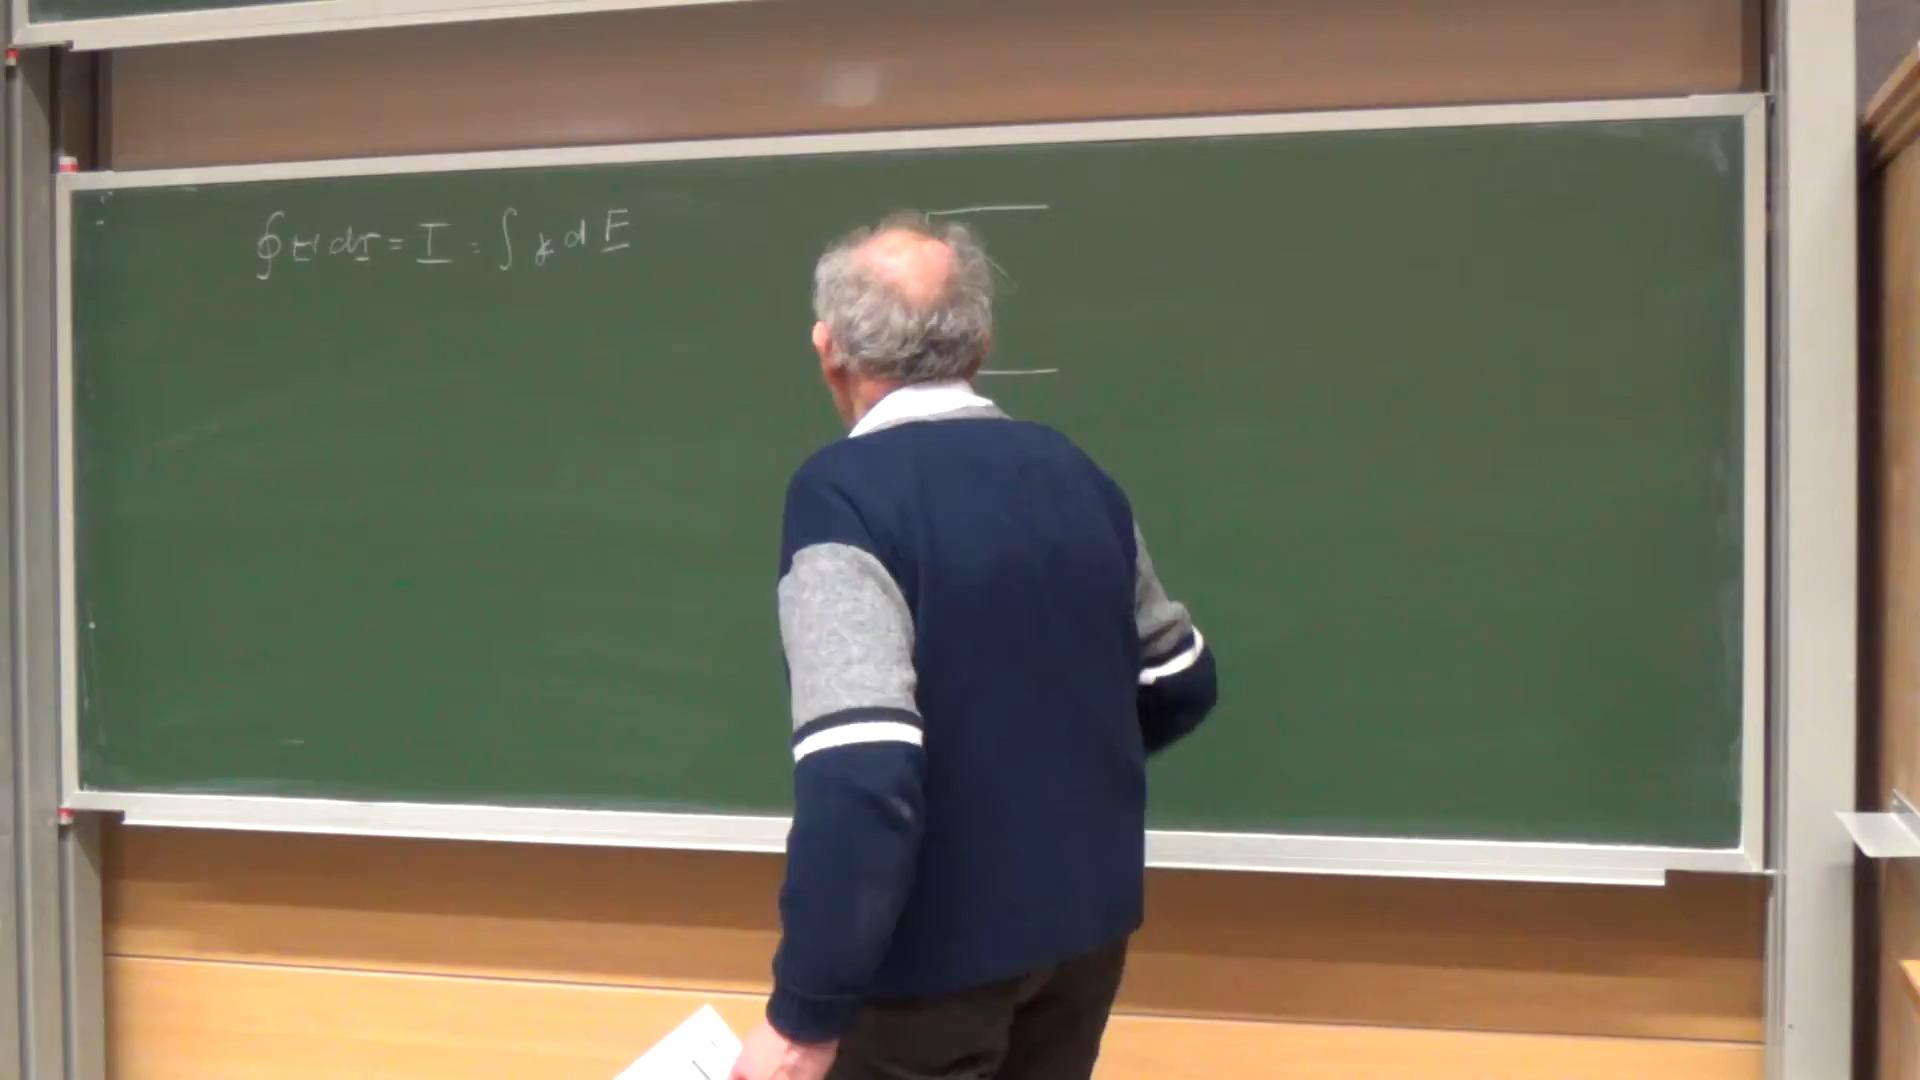 ∮ H dr = I = ∫ j d F